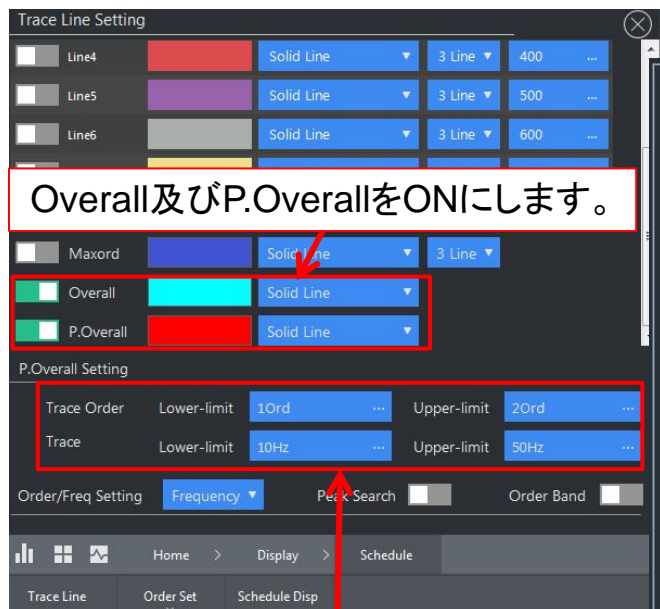 Trace Line Setting
Line4 Solid Line 3 Line 400 ...
Line5 Solid Line 3 Line 500 ...
Line6 Solid Line 3 Line 600 ...
Overall及びP.OverallをONにします。
Maxord Solid Line 3 Line
Overall Solid Line
P.Overall Solid Line
P.Overall Setting
Trace Order Lower-limit 1Ord ... Upper-limit 2Ord ...
Trace Lower-limit 10Hz ... Upper-limit 50Hz ...
Order/Freq Setting Frequency Peak Search Order Band
Home > Display > Schedule
Trace Line Order Set Schedule Disp